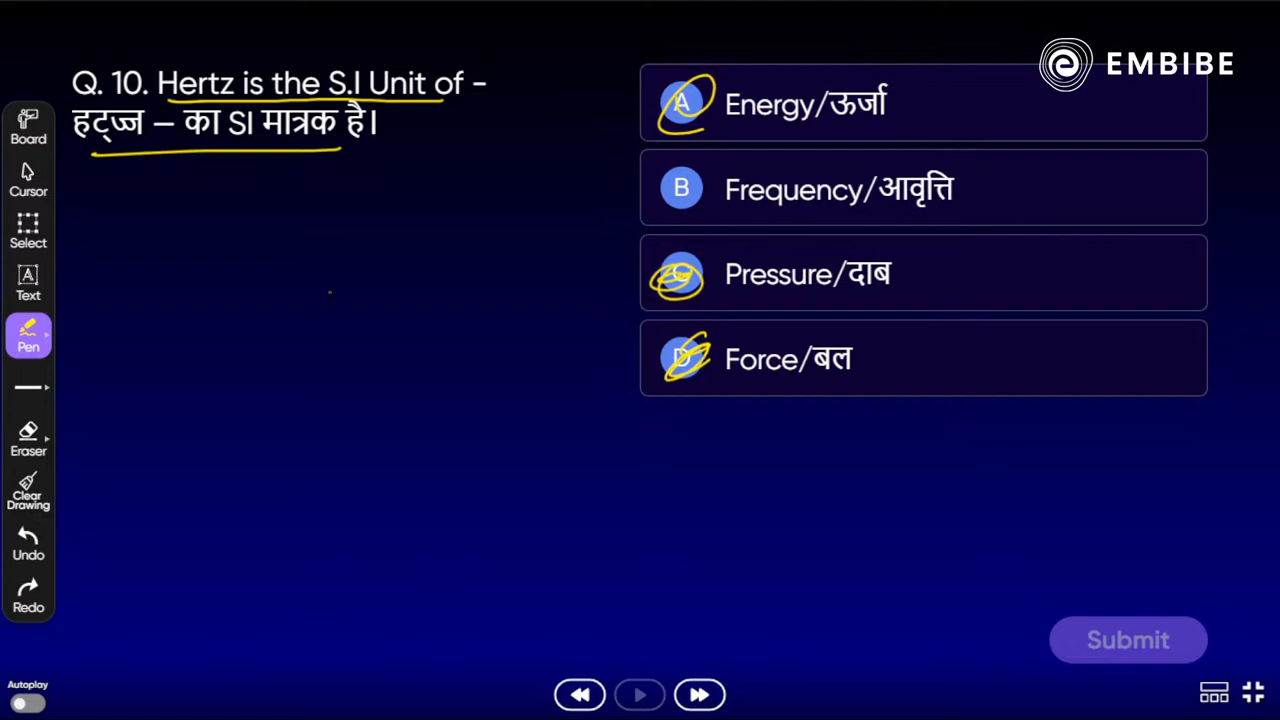 EMBIBE
Q. 10. Hertz is the S.I Unit of -
हट्ज्ज – का SI मात्रक है।
A Energy/ऊर्जा
B Frequency/आवृत्ति
C Pressure/दाब
D Force/बल
Board
Cursor
Select
A
Text
Pen
Eraser
Clear
Drawing
Undo
Redo
Submit
Autoplay